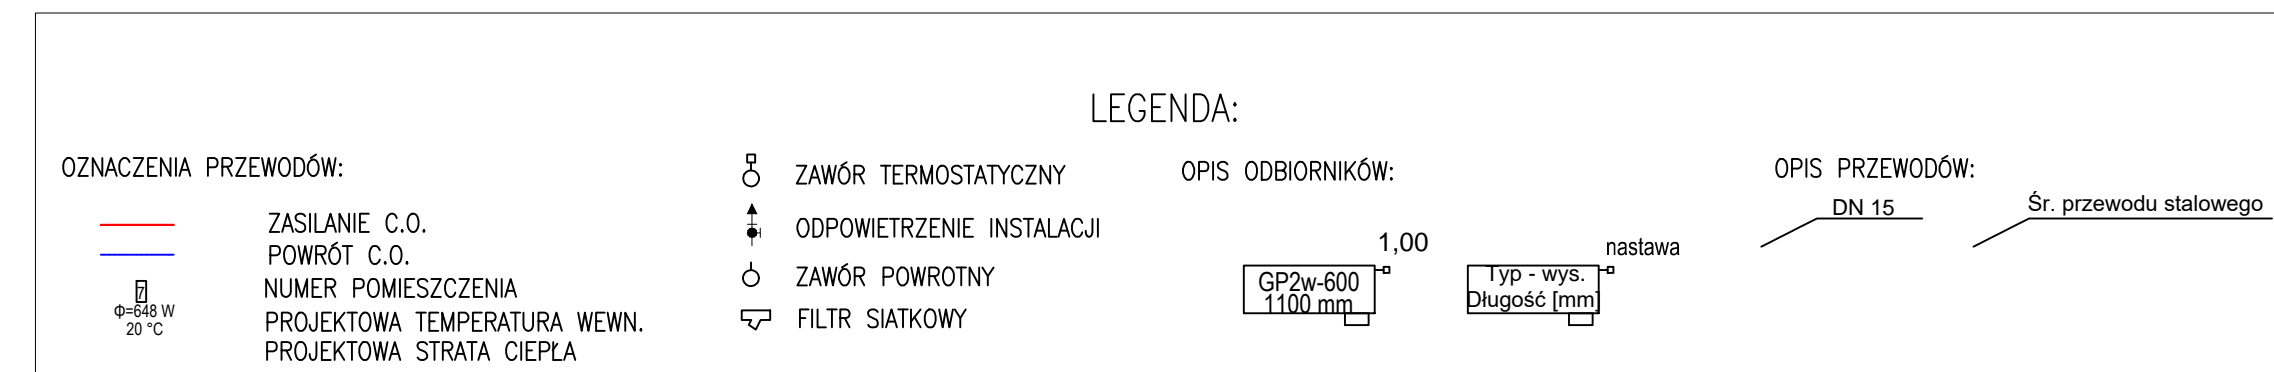 LEGENDA:
OZNACZENIA PRZEWODÓW:
ZASILANIE C.O.
POWRÓT C.O.
7
NUMER POMIESZCZENIA
Φ=648 W
20 °C
PROJEKTOWA TEMPERATURA WEWN.
PROJEKTOWA STRATA CIEPŁA
ZAWÓR TERMOSTATYCZNY
ODPOWIETRZENIE INSTALACJI
ZAWÓR POWROTNY
FILTR SIATKOWY
OPIS ODBIORNIKÓW:
1,00
GP2w-600
1100 mm
nastawa
Typ - wys.
Długość [mm]
OPIS PRZEWODÓW:
DN 15
Śr. przewodu stalowego